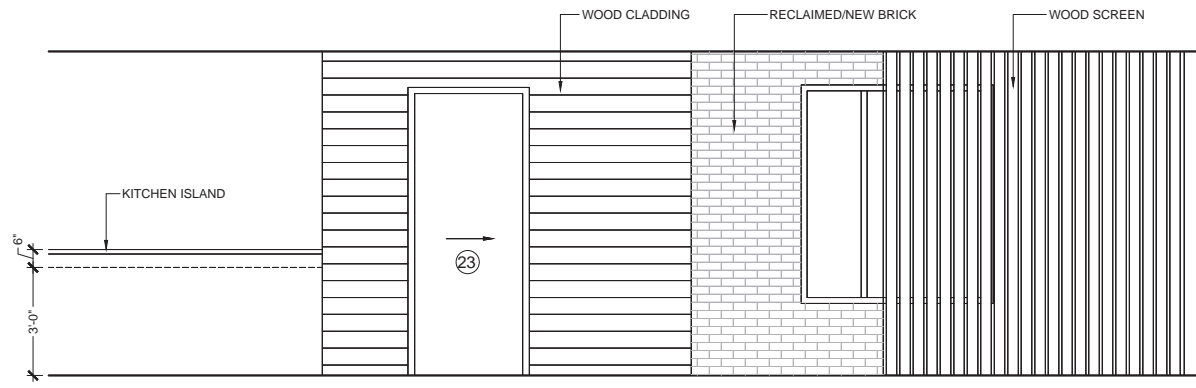 WOOD CLADDING
RECLAIMED/NEW BRICK
WOOD SCREEN
KITCHEN ISLAND
6"
23
3'-0"